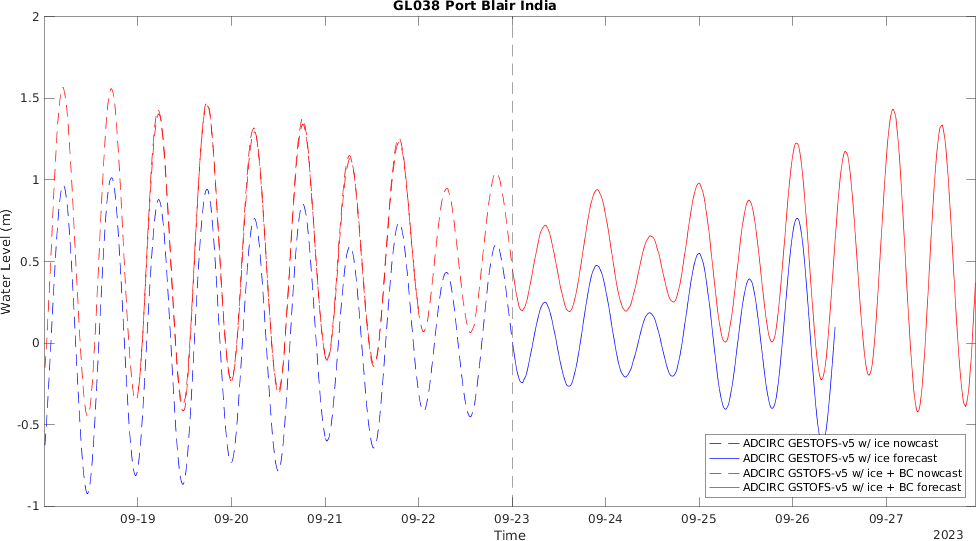 GL038 Port Blair India
2
1.5
1
0.5
0
-0.5
-1
Water Level (m)
09-19
09-20
09-21
09-22
09-23
09-24
09-25
09-26
09-27
Time
2023
ADCIRC GESTOFS-v5 w/ ice nowcast
ADCIRC GESTOFS-v5 w/ ice forecast
ADCIRC GSTOFS-v5 w/ ice + BC nowcast
ADCIRC GSTOFS-v5 w/ ice + BC forecast